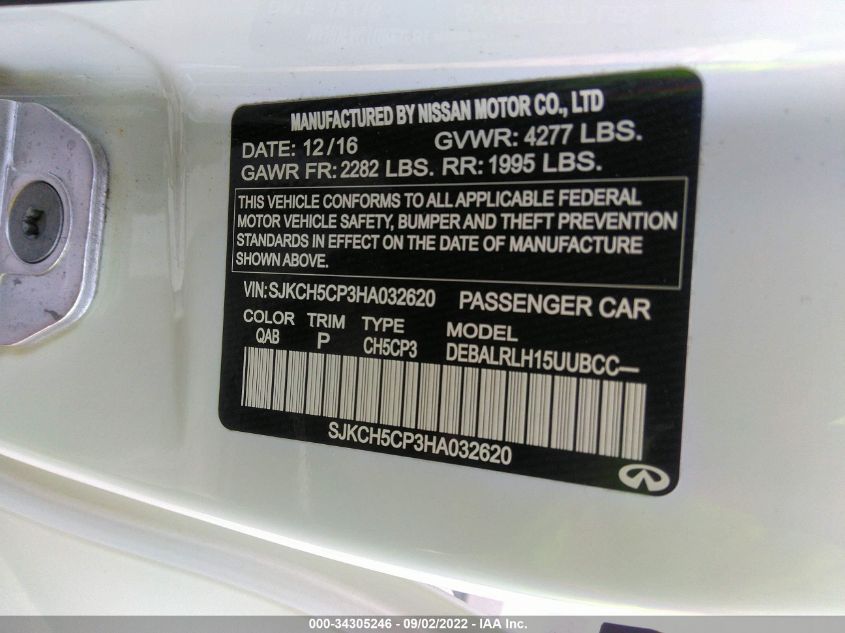 MANUFACTURED BY NISSAN MOTOR CO., LTD
DATE: 12/16 GVWR: 4277 LBS.
GAWR FR: 2282 LBS. RR: 1995 LBS.
THIS VEHICLE CONFORMS TO ALL APPLICABLE FEDERAL
MOTOR VEHICLE SAFETY, BUMPER AND THEFT PREVENTION
STANDARDS IN EFFECT ON THE DATE OF MANUFACTURE
SHOWN ABOVE.
VIN: SJKCH5CP3HA032620 PASSENGER CAR
COLOR TRIM TYPE MODEL
QAB P CH5CP3 DEBALRLH15UUBCC—
SJKCH5CP3HA032620
000-34305246 - 09/02/2022 - IAA Inc.